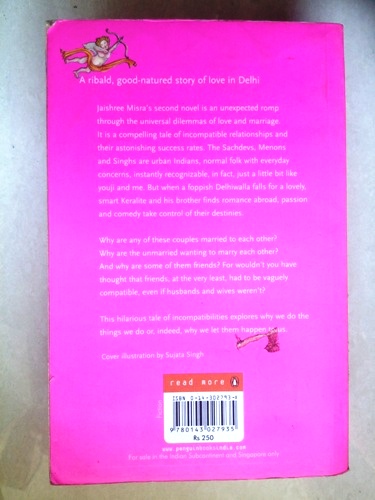 A ribald, good-natured story of love in Delhi
Jaishree Misra's second novel is an unexpected romp
through the universal dilemmas of love and marriage.
It is a compelling tale of incompatible relationships and
their astonishing success rates. The Sachdevs, Menons
and Singhs are urban Indians, normal folk with everyday
concerns, instantly recognizable, in fact, just a little bit like
you and me. But when a foppish Delhiwalla falls for a lovely,
smart Keralite and his brother finds romance abroad, passion
and comedy take control of their destinies.
Why are any of these couples married to each other?
Why are the unmarried wanting to marry each other?
And why are some of them friends? For wouldn't you have
thought that friends, at the very least, had to be vaguely
compatible, even if husbands and wives weren't?
This hilarious tale of incompatibilities explores why we do
the things we do or, indeed, why we let them happen to us.
Cover illustration by Sujata Singh
read more
ISBN 0-14-302793-
9 780143 027935
Rs 250
www.penguinbooksindia.com
For sale in the Indian Subcontinent and Singapore only